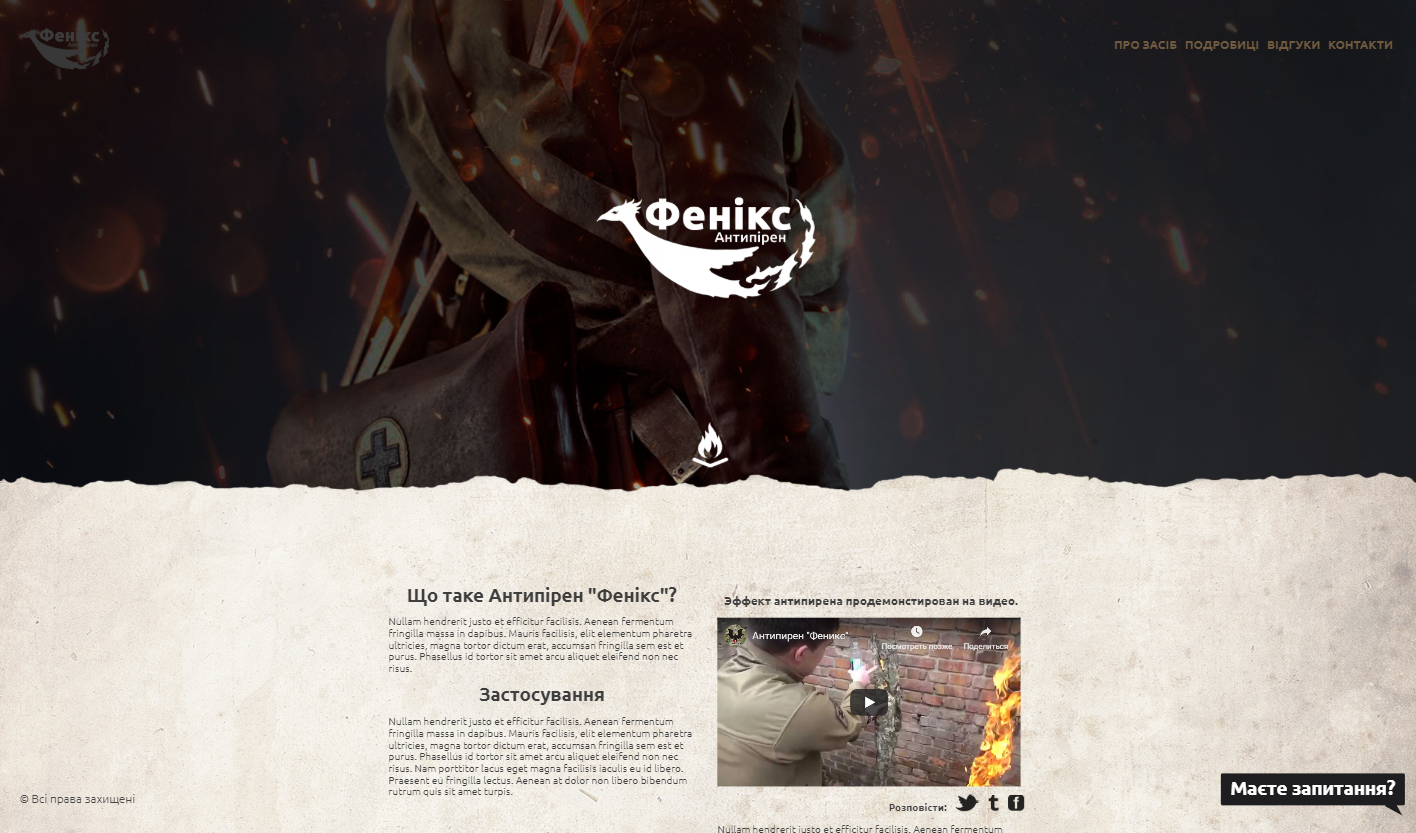 Фенікс
ПРО ЗАСІБ ПОДРОБИЦІ ВІДГУКИ КОНТАКТИ
Фенікс
Антипірен
Що таке Антипірен "Фенікс"?
Nullam hendrerit justo et efficitur facilisis. Aenean fermentum
fringilla massa in dapibus. Mauris facilisis, elit elementum pharetra
ultricies, magna tortor dictum erat, accumsan fringilla sem est et
purus. Phasellus id tortor sit amet arcu aliquet eleifend non nec
risus.
Застосування
Nullam hendrerit justo et efficitur facilisis. Aenean fermentum
fringilla massa in dapibus. Mauris facilisis, elit elementum pharetra
ultricies, magna tortor dictum erat, accumsan fringilla sem est et
purus. Phasellus id tortor sit amet arcu aliquet eleifend non nec
risus. Nam porttitor lacus eget magna facilisis iaculis eu id libero.
Praesent eu fringilla lectus. Aenean at dolor non libero bibendum
rutrum quis sit amet turpis.
Эффект антипирена продемонстирован на видео.
Антипирен "Феникс"
Посмотреть позже Поделиться
Розповісти:
Nullam hendrerit justo et efficitur facilisis. Aenean fermentum
© Всі права захищені
Маєте запитання?